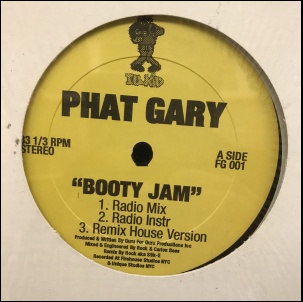 PHAT GARY
33 1/3 RPM
STEREO
A SIDE
FG 001
"BOOTY JAM"
1. Radio Mix
2. Radio Instr
3. Remix House Version
Produced & Written By Guru For Guru Productions Inc
Mixed & Engineered By Rock & Carlos Bess
Remix By Rock aka Silk-E
Recorded At Firehouse Studios NYC
& Unique Studios NYC